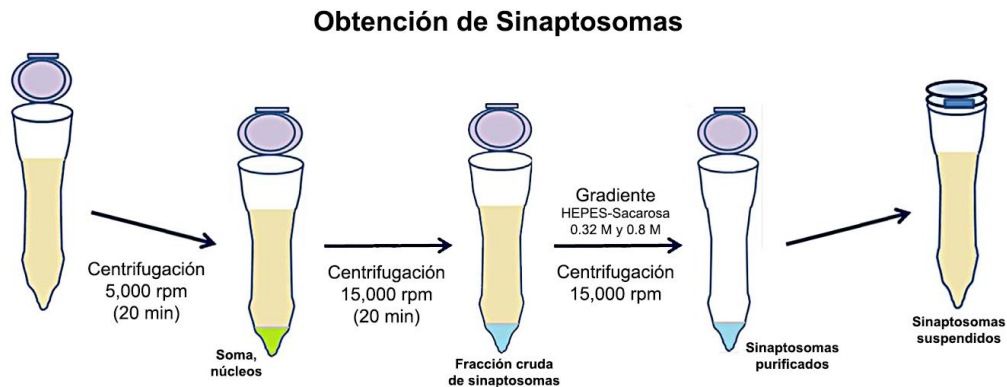 Obtención de Sinaptosomas
Centrifugación
5,000 rpm
(20 min)
Soma,
núcleos
Centrifugación
15,000 rpm
(20 min)
Fracción cruda
de sinaptosomas
Gradiente
HEPES-Sacarosa
0.32 M y 0.8 M
Centrifugación
15,000 rpm
Sinaptosomas
purificados
Sinaptosomas
suspendidos